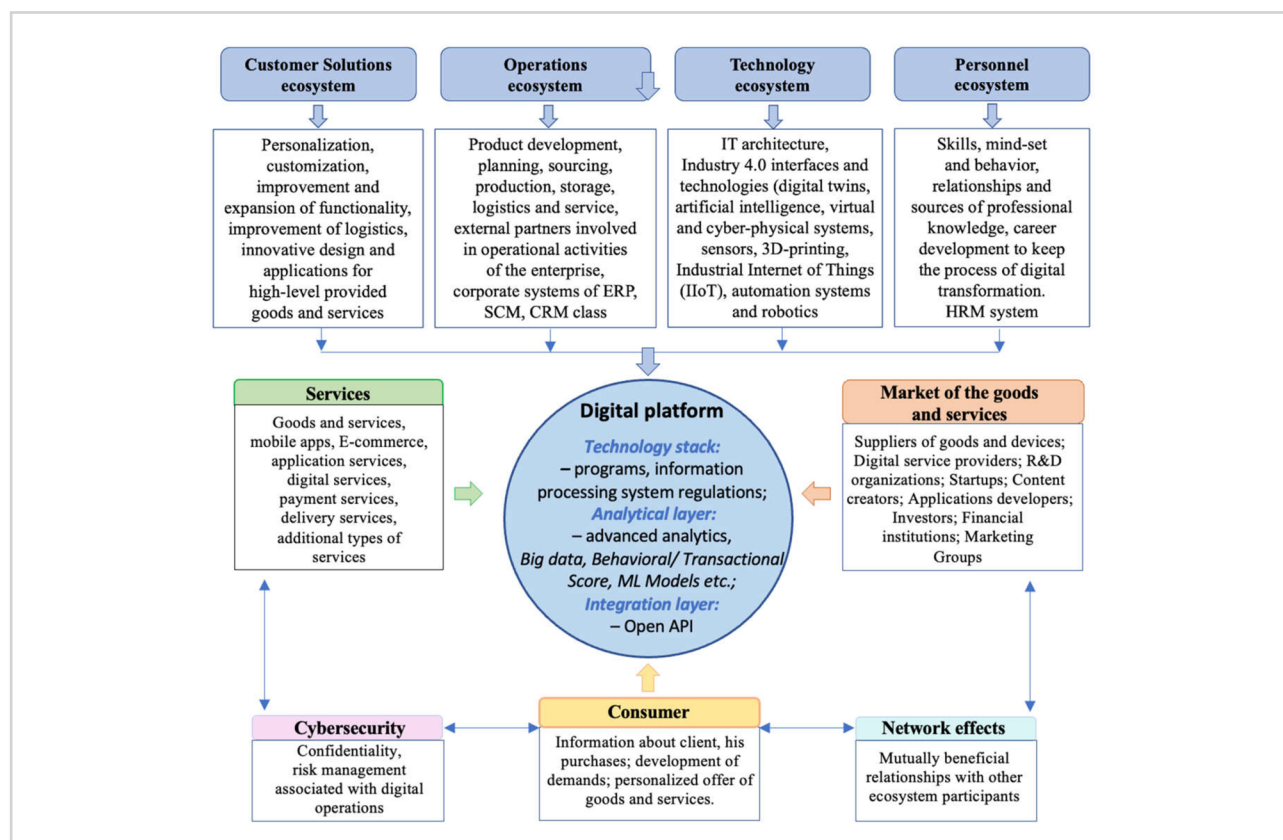 Customer Solutions
ecosystem
Operations
ecosystem
Technology
ecosystem
Personnel
ecosystem
Personalization,
customization,
improvement and
expansion of functionality,
improvement of logistics,
innovative design and
applications for
high-level provided
goods and services
Product development,
planning, sourcing,
production, storage,
logistics and service,
external partners involved
in operational activities
of the enterprise,
corporate systems of ERP,
SCM, CRM class
IT architecture,
Industry 4.0 interfaces and
technologies (digital twins,
artificial intelligence, virtual
and cyber-physical systems,
sensors, 3D-printing,
Industrial Internet of Things
(IIoT), automation systems
and robotics
Skills, mind-set
and behavior,
relationships and
sources of professional
knowledge, career
development to keep
the process of digital
transformation.
HRM system
Services
Goods and services,
mobile apps, E-commerce,
application services,
digital services,
payment services,
delivery services,
additional types of
services
Digital platform
Technology stack:
– programs, information
processing system regulations;
Analytical layer:
– advanced analytics,
Big data, Behavioral/ Transactional
Score, ML Models etc.;
Integration layer:
– Open API
Market of the goods
and services
Suppliers of goods and devices;
Digital service providers; R&D
organizations; Startups; Content
creators; Applications developers;
Investors; Financial
institutions; Marketing
Groups
Cybersecurity
Confidentiality,
risk management
associated with digital
operations
Consumer
Information about client, his
purchases; development of
demands; personalized offer of
goods and services.
Network effects
Mutually beneficial
relationships with other
ecosystem participants